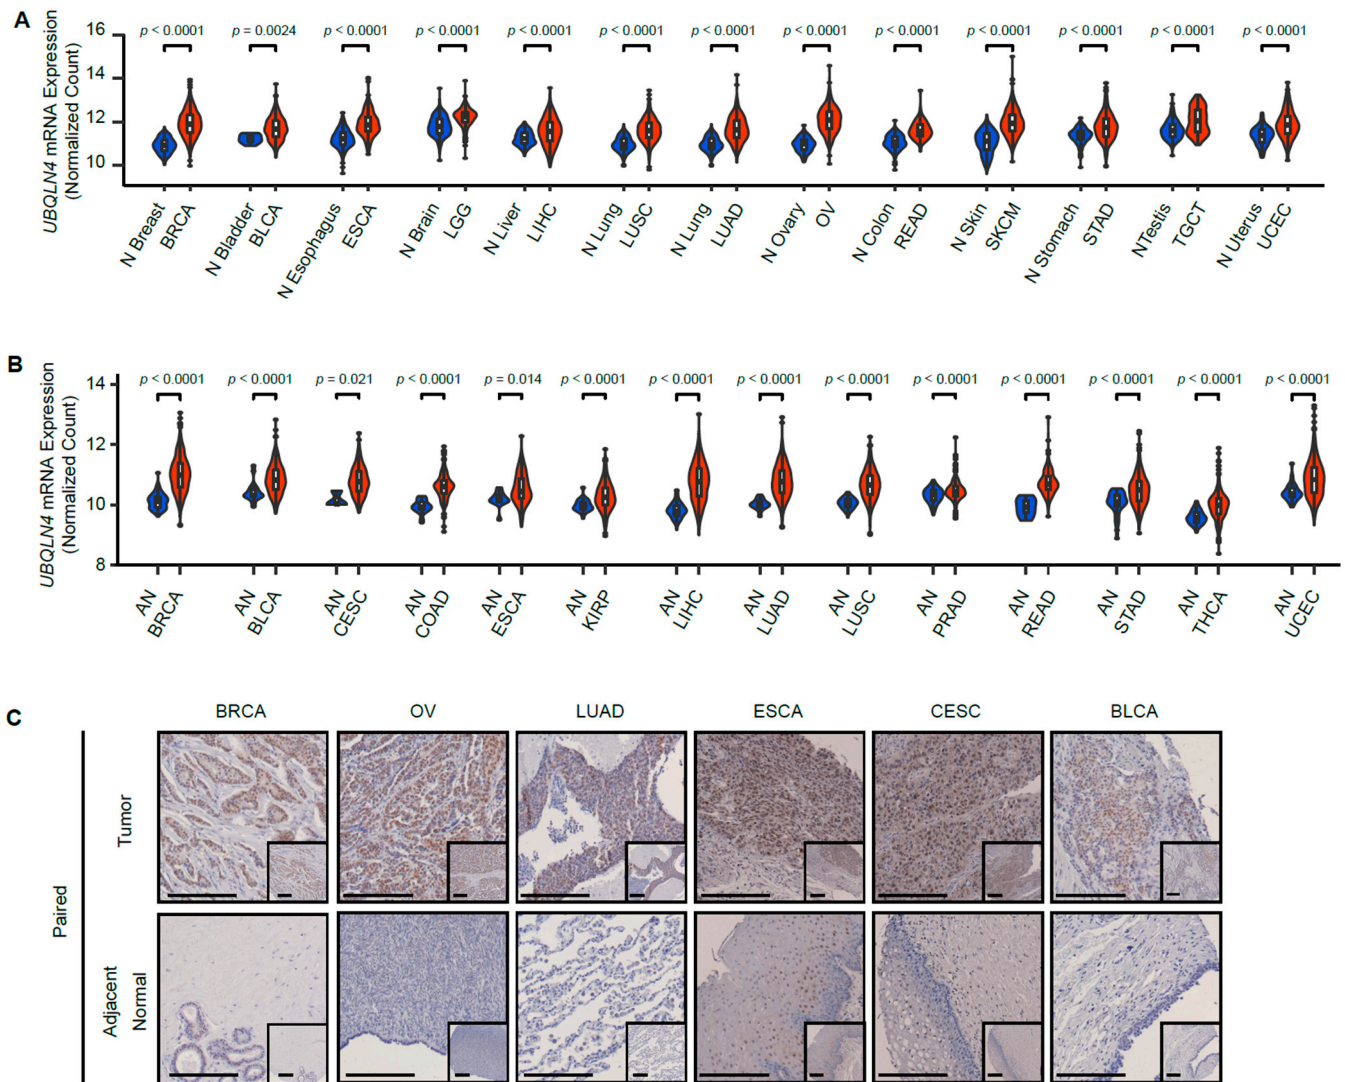 A
UBQLN4 mRNA Expression
(Normalized Count)
16
14
12
10
p < 0.0001
p = 0.0024
p < 0.0001
p < 0.0001
p < 0.0001
p < 0.0001
p < 0.0001
p < 0.0001
p < 0.0001
p < 0.0001
p < 0.0001
p < 0.0001
p < 0.0001
N Breast
BRCA
N Bladder
BLCA
N Esophagus
ESCA
N Brain
LGG
N Liver
LIHC
N Lung
LUSC
N Lung
LUAD
N Ovary
OV
N Colon
READ
N Skin
SKCM
N Stomach
STAD
NTestis
TGCT
N Uterus
UCEC
B
UBQLN4 mRNA Expression
(Normalized Count)
14
12
10
8
p < 0.0001
p < 0.0001
p = 0.021
p < 0.0001
p = 0.014
p < 0.0001
p < 0.0001
p < 0.0001
p < 0.0001
p < 0.0001
p < 0.0001
p < 0.0001
p < 0.0001
p < 0.0001
AN
BRCA
AN
BLCA
AN
CESC
AN
COAD
AN
ESCA
AN
KIRP
AN
LIHC
AN
LUAD
AN
LUSC
AN
PRAD
AN
READ
AN
STAD
AN
THCA
AN
UCEC
C
BRCA
OV
LUAD
ESCA
CESC
BLCA
Paired
Tumor
Adjacent
Normal